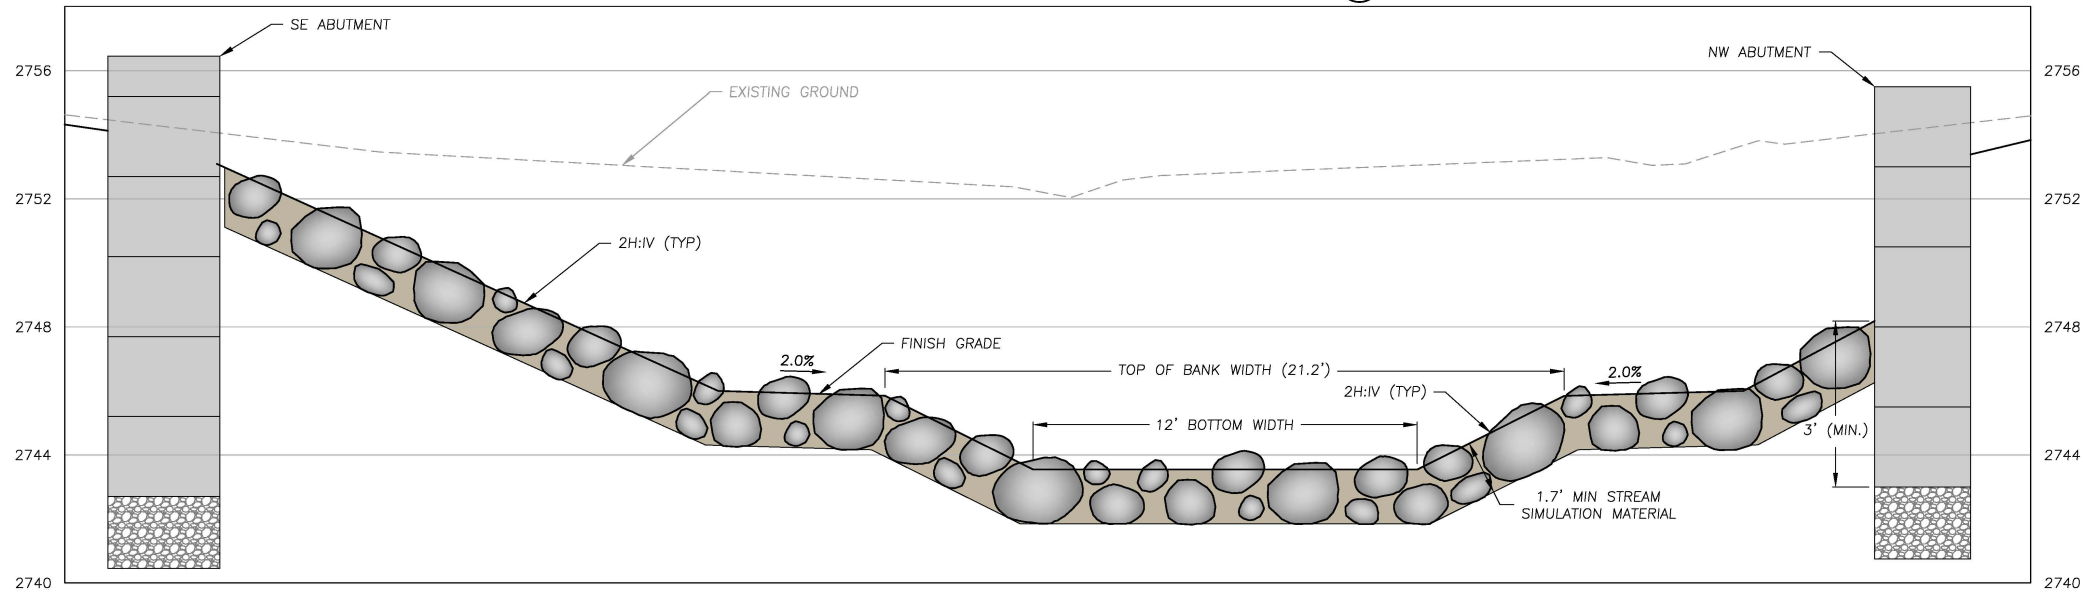 SE ABUTMENT
NW ABUTMENT
2756
2756
EXISTING GROUND
2752
2752
2H:1V (TYP)
2748
2748
FINISH GRADE
2.0%
TOP OF BANK WIDTH (21.2')
2.0%
2H:1V (TYP)
12' BOTTOM WIDTH
3' (MIN.)
2744
2744
1.7' MIN STREAM
SIMULATION MATERIAL
2740
2740